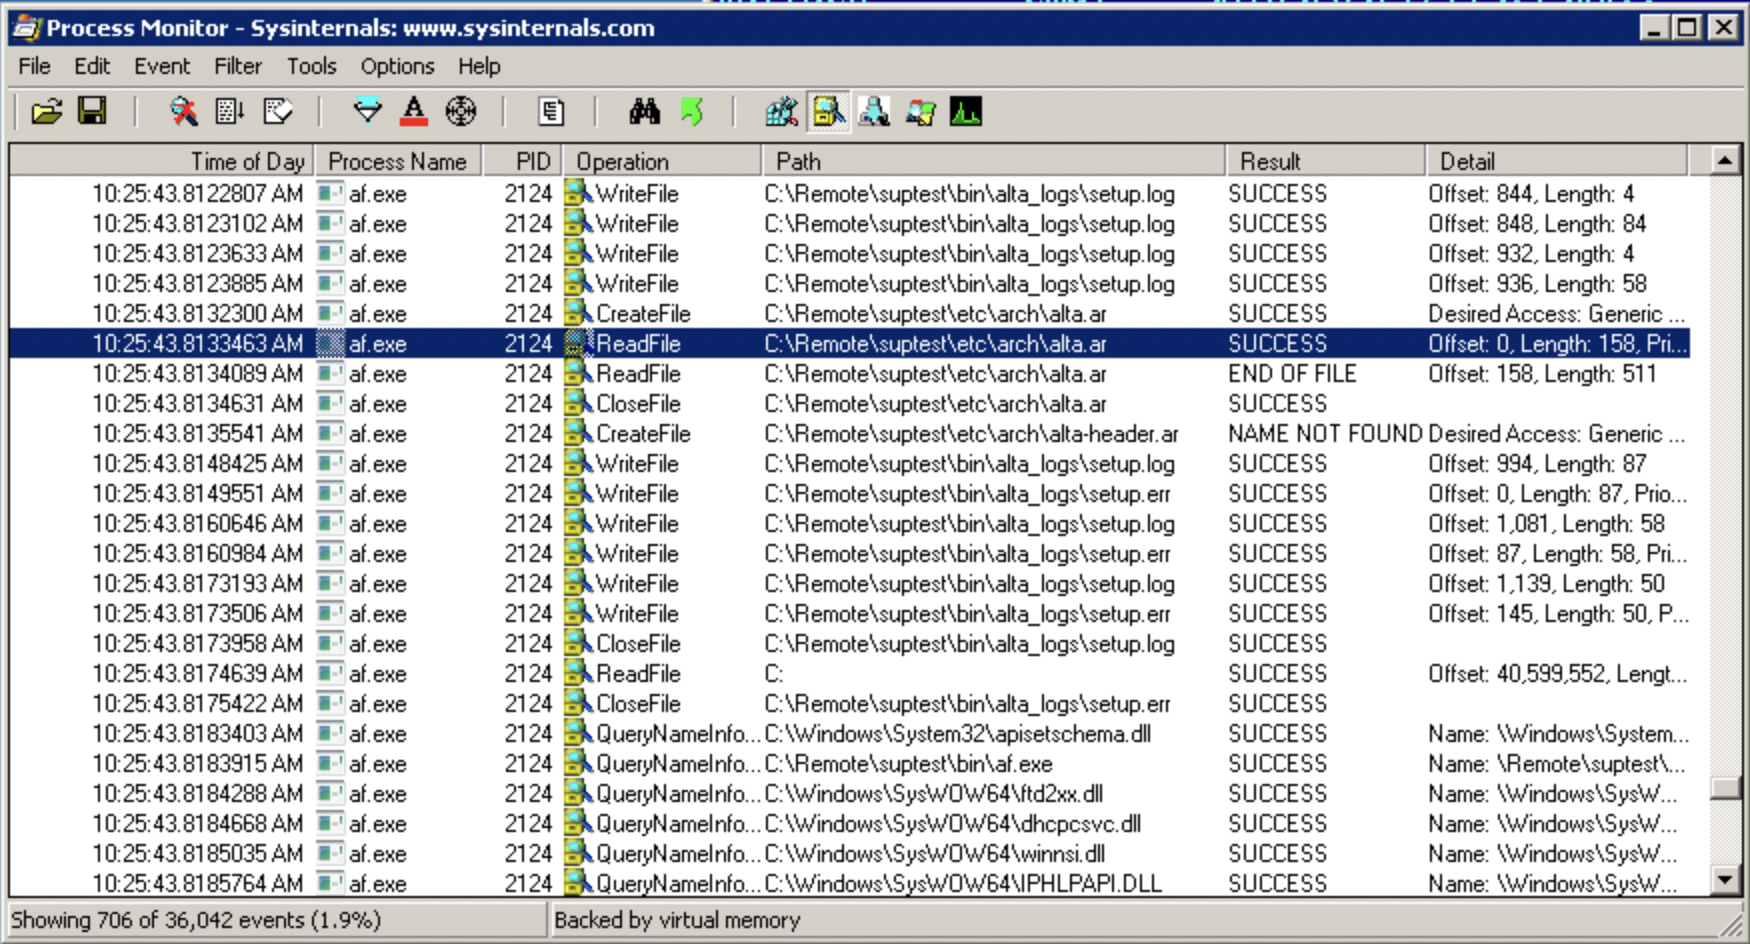 Process Monitor - Sysinternals: www.sysinternals.com
File Edit Event Filter Tools Options Help
Time of Day Process Name PID Operation Path Result Detail
10:25:43.8122807 AM af.exe 2124 WriteFile C:\Remote\suptest\bin\alta_logs\setup.log SUCCESS Offset: 844, Length: 4
10:25:43.8123102 AM af.exe 2124 WriteFile C:\Remote\suptest\bin\alta_logs\setup.log SUCCESS Offset: 848, Length: 84
10:25:43.8123633 AM af.exe 2124 WriteFile C:\Remote\suptest\bin\alta_logs\setup.log SUCCESS Offset: 932, Length: 4
10:25:43.8123885 AM af.exe 2124 WriteFile C:\Remote\suptest\bin\alta_logs\setup.log SUCCESS Offset: 936, Length: 58
10:25:43.8132300 AM af.exe 2124 CreateFile C:\Remote\suptest\etc\arch\alta.ar SUCCESS Desired Access: Generic ...
10:25:43.8133463 AM af.exe 2124 ReadFile C:\Remote\suptest\etc\arch\alta.ar SUCCESS Offset: 0, Length: 158, Pri...
10:25:43.8134089 AM af.exe 2124 ReadFile C:\Remote\suptest\etc\arch\alta.ar END OF FILE Offset: 158, Length: 511
10:25:43.8134631 AM af.exe 2124 CloseFile C:\Remote\suptest\etc\arch\alta.ar SUCCESS
10:25:43.8135541 AM af.exe 2124 CreateFile C:\Remote\suptest\etc\arch\alta-header.ar NAME NOT FOUND Desired Access: Generic ...
10:25:43.8148425 AM af.exe 2124 WriteFile C:\Remote\suptest\bin\alta_logs\setup.log SUCCESS Offset: 994, Length: 87
10:25:43.8149551 AM af.exe 2124 WriteFile C:\Remote\suptest\bin\alta_logs\setup.err SUCCESS Offset: 0, Length: 87, Prio...
10:25:43.8160646 AM af.exe 2124 WriteFile C:\Remote\suptest\bin\alta_logs\setup.log SUCCESS Offset: 1,081, Length: 58
10:25:43.8160984 AM af.exe 2124 WriteFile C:\Remote\suptest\bin\alta_logs\setup.err SUCCESS Offset: 87, Length: 58, Pri...
10:25:43.8173193 AM af.exe 2124 WriteFile C:\Remote\suptest\bin\alta_logs\setup.log SUCCESS Offset: 1,139, Length: 50
10:25:43.8173506 AM af.exe 2124 WriteFile C:\Remote\suptest\bin\alta_logs\setup.err SUCCESS Offset: 145, Length: 50, P...
10:25:43.8173958 AM af.exe 2124 CloseFile C:\Remote\suptest\bin\alta_logs\setup.log SUCCESS
10:25:43.8174639 AM af.exe 2124 ReadFile C: SUCCESS Offset: 40,599,552, Lengt...
10:25:43.8175422 AM af.exe 2124 CloseFile C:\Remote\suptest\bin\alta_logs\setup.err SUCCESS
10:25:43.8183403 AM af.exe 2124 QueryNameInfo... C:\Windows\System32\apisetschema.dll SUCCESS Name: \Windows\System...
10:25:43.8183915 AM af.exe 2124 QueryNameInfo... C:\Remote\suptest\bin\af.exe SUCCESS Name: \Remote\suptest\...
10:25:43.8184288 AM af.exe 2124 QueryNameInfo... C:\Windows\SysWOW64\ftd2xx.dll SUCCESS Name: \Windows\SysW...
10:25:43.8184668 AM af.exe 2124 QueryNameInfo... C:\Windows\SysWOW64\dhcpcsvc.dll SUCCESS Name: \Windows\SysW...
10:25:43.8185035 AM af.exe 2124 QueryNameInfo... C:\Windows\SysWOW64\winnsi.dll SUCCESS Name: \Windows\SysW...
10:25:43.8185764 AM af.exe 2124 QueryNameInfo... C:\Windows\SysWOW64\IPHLPAPI.DLL SUCCESS Name: \Windows\SysW...
Showing 706 of 36,042 events (1.9%) Backed by virtual memory